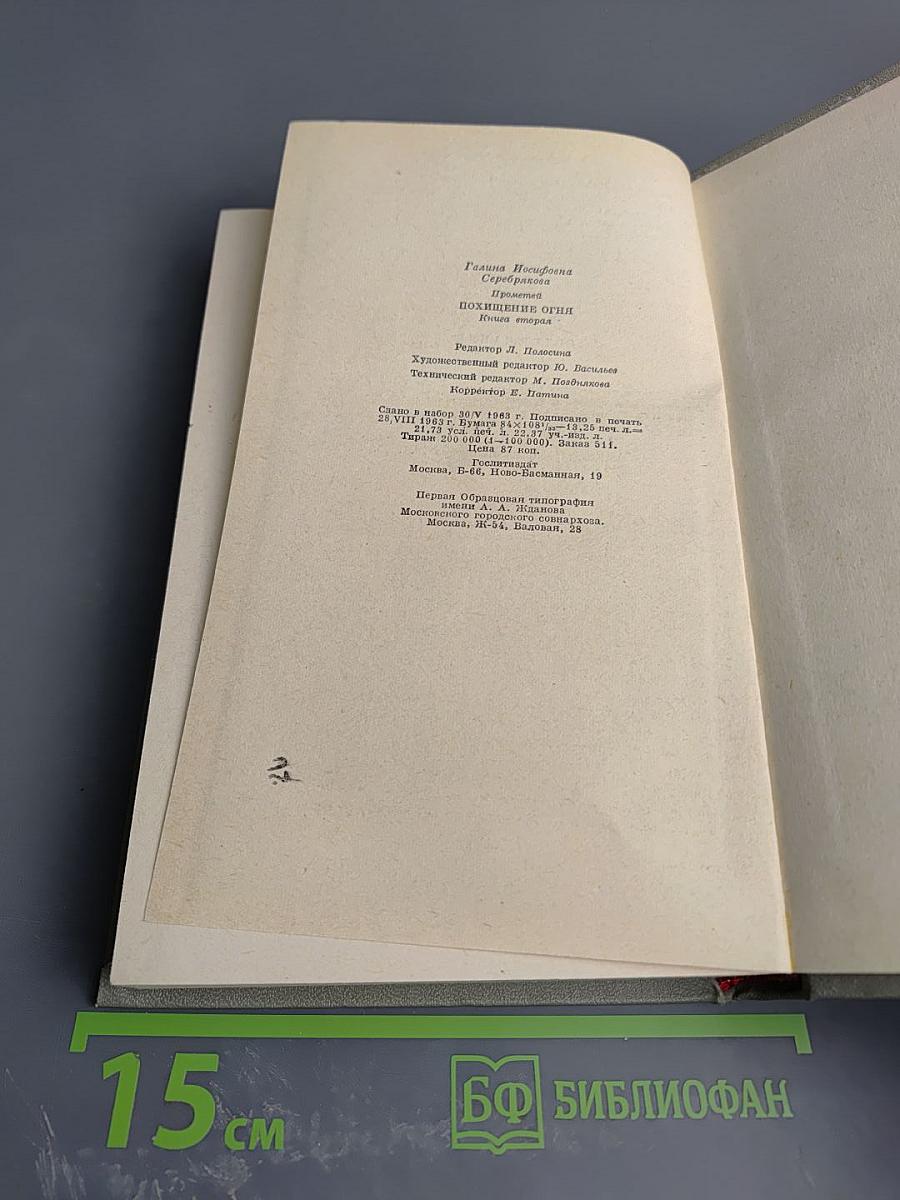 Галина Иосифовна
Серебрякова
Прометей
ПОХИЩЕНИЕ ОГНЯ
Книга вторая
Редактор Л. Полосина
Художественный редактор Ю. Васильев
Технический редактор М. Позднякова
Корректор Е. Патина
Сдано в набор 30/V 1963 г. Подписано в печать
28/VIII 1963 г. Бумага 84×108¹/₃₂—13,25 печ. л.=
21,73 усл. печ. л. 22,37 уч.-изд. л.
Тираж 200 000 (1—100 000). Заказ 511.
Цена 87 коп.
Гослитиздат
Москва, Б-66, Ново-Басманная, 19
Первая Образцовая типография
имени А. А. Жданова
Московского городского совнархоза.
Москва, Ж-54, Валовая, 28
15 см
БФ БИБЛИОФАН